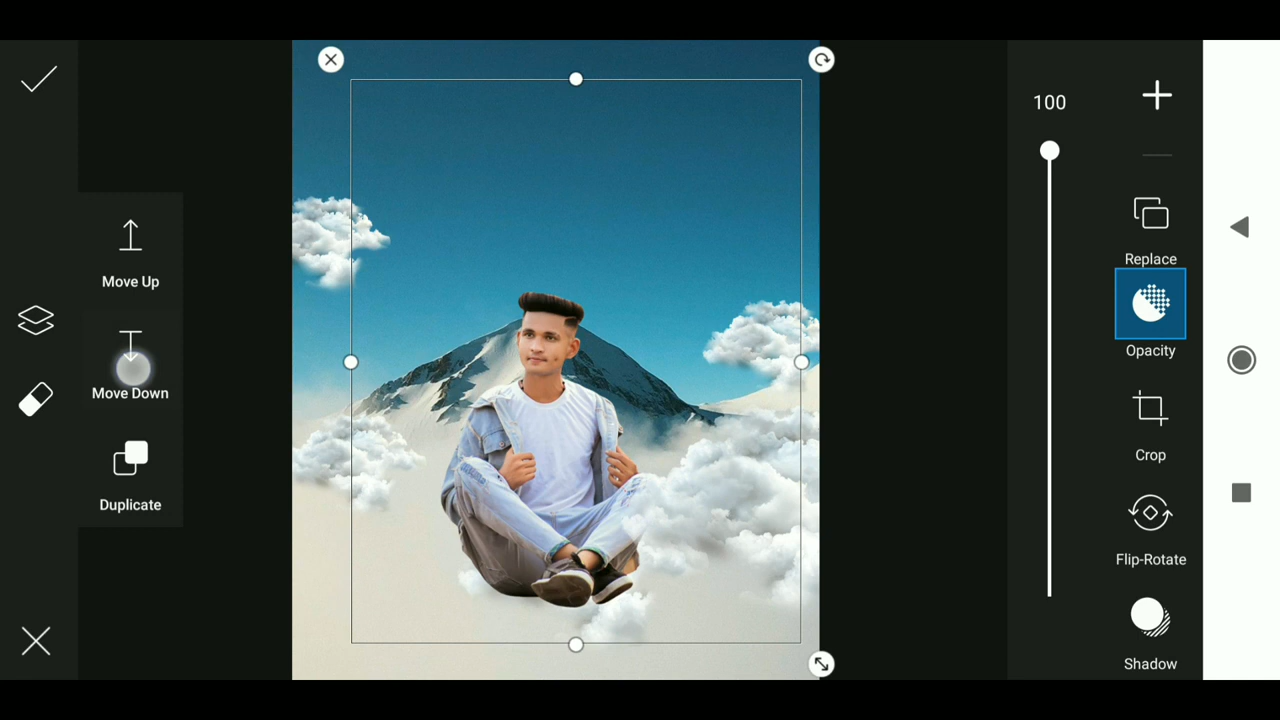 Move Up
Move Down
Duplicate
100
Replace
Opacity
Crop
Flip-Rotate
Shadow